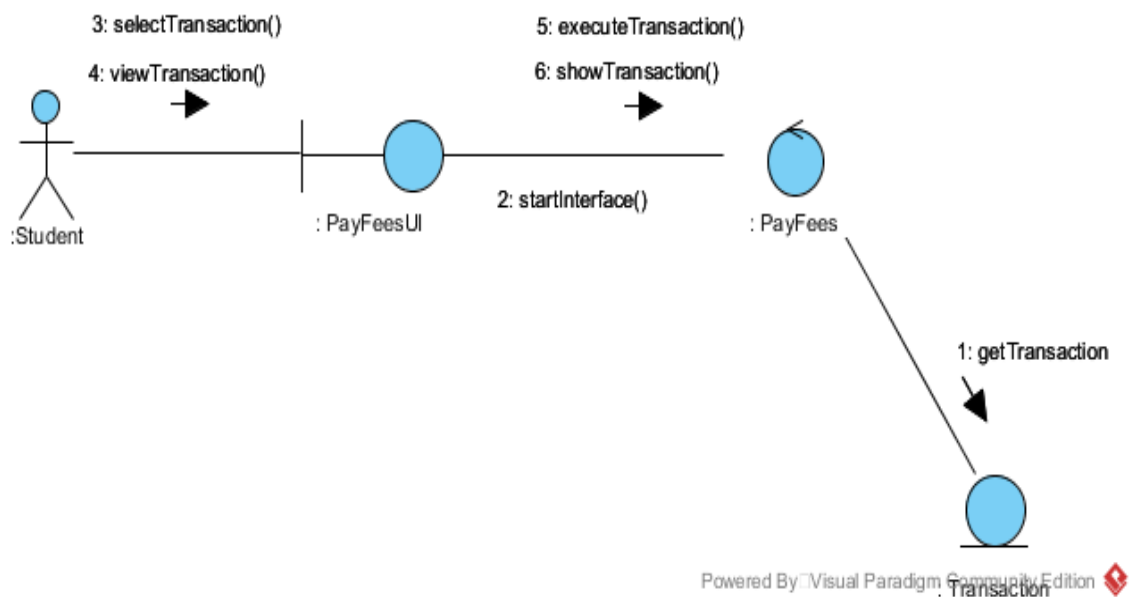 3: selectTransaction()
4: viewTransaction()
5: executeTransaction()
6: showTransaction()
2: startInterface()
:Student
: PayFeesUI
: PayFees
1: getTransaction
Powered By Visual Paradigm Community Edition
: Transaction